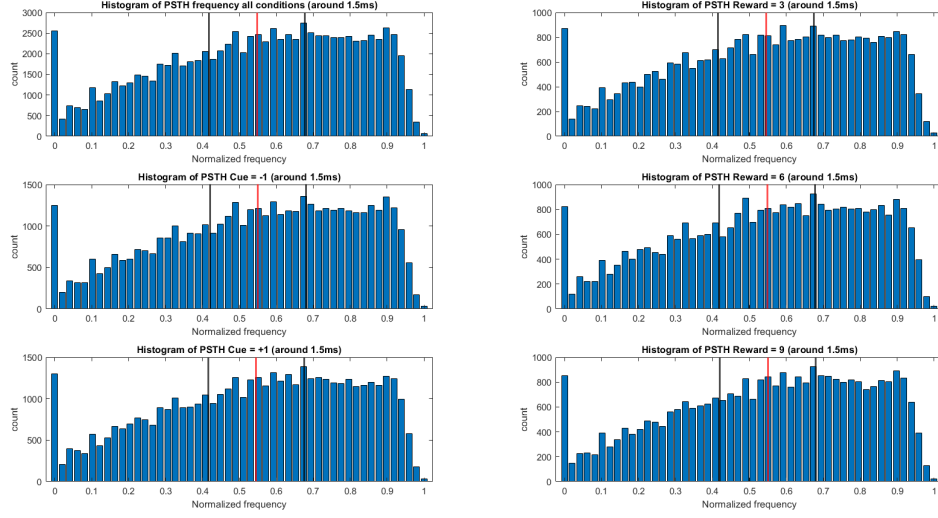 Histogram of PSTH frequency all conditions (around 1.5ms)
3000
2500
2000
1500
1000
500
0
count
0 0.1 0.2 0.3 0.4 0.5 0.6 0.7 0.8 0.9 1
Normalized frequency
Histogram of PSTH Reward = 3 (around 1.5ms)
1000
800
600
400
200
0
count
0 0.1 0.2 0.3 0.4 0.5 0.6 0.7 0.8 0.9 1
Normalized frequency
Histogram of PSTH Cue = -1 (around 1.5ms)
1500
1000
500
0
count
0 0.1 0.2 0.3 0.4 0.5 0.6 0.7 0.8 0.9 1
Normalized frequency
Histogram of PSTH Reward = 6 (around 1.5ms)
1000
800
600
400
200
0
count
0 0.1 0.2 0.3 0.4 0.5 0.6 0.7 0.8 0.9 1
Normalized frequency
Histogram of PSTH Cue = +1 (around 1.5ms)
1500
1000
500
0
count
0 0.1 0.2 0.3 0.4 0.5 0.6 0.7 0.8 0.9 1
Normalized frequency
Histogram of PSTH Reward = 9 (around 1.5ms)
1000
800
600
400
200
0
count
0 0.1 0.2 0.3 0.4 0.5 0.6 0.7 0.8 0.9 1
Normalized frequency